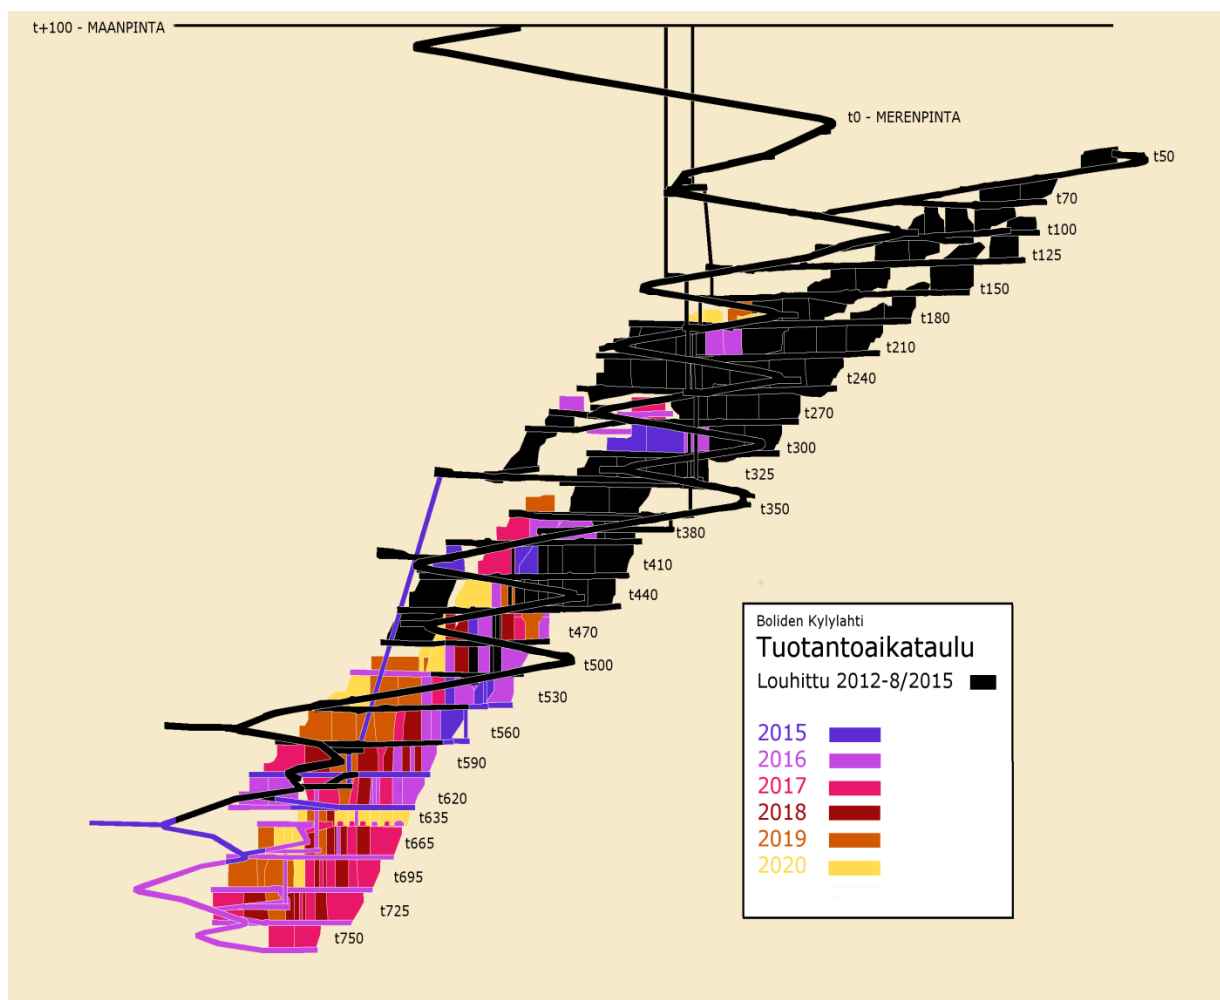 t+100 - MAANPINTA
t0 - MERENPINTA
t50
t70
t100
t125
t150
t180
t210
t240
t270
t300
t325
t350
t380
t410
t440
t470
t500
t530
t560
t590
t620
t635
t665
t695
t725
t750
Boliden Kylylahti
Tuotantoaikataulu
Louhittu 2012-8/2015
2015
2016
2017
2018
2019
2020